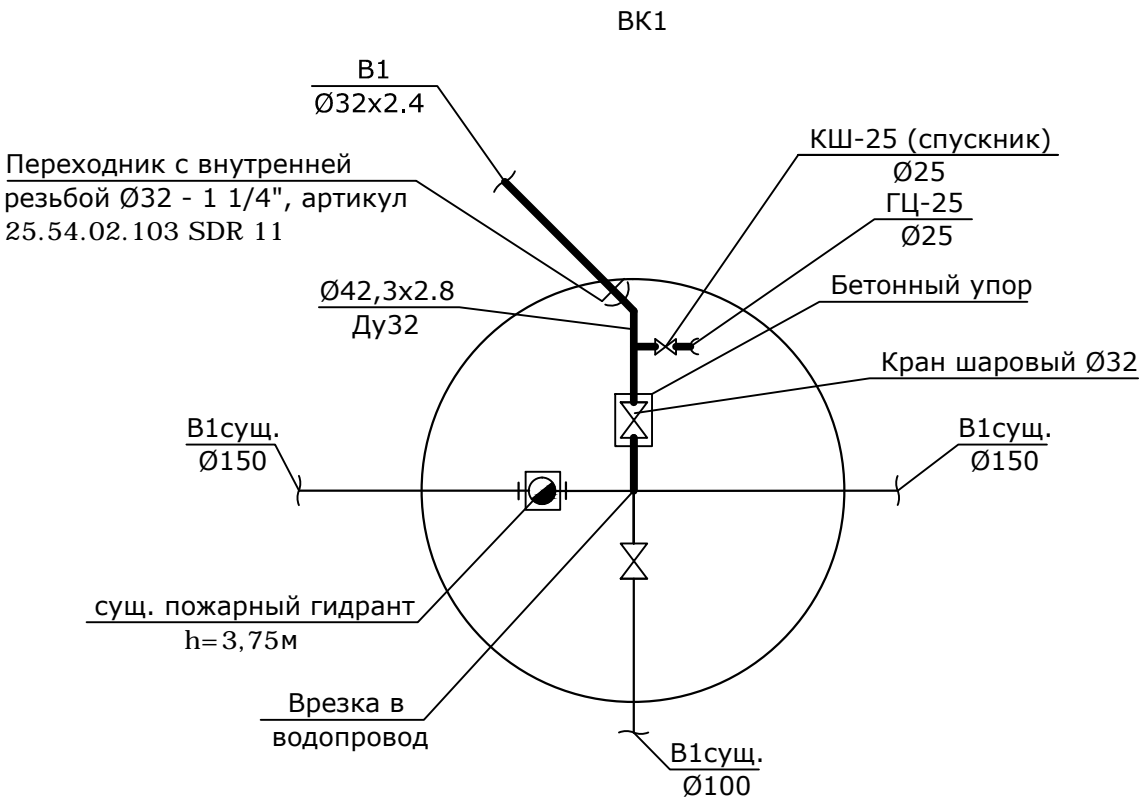 ВК1
В1
Ø32х2.4
Переходник с внутренней
резьбой Ø32 - 1 1/4", артикул
25.54.02.103 SDR 11
КШ-25 (спускник)
Ø25
ГЦ-25
Ø25
Ø42,3х2.8
Ду32
Бетонный упор
Кран шаровый Ø32
В1сущ.
Ø150
В1сущ.
Ø150
сущ. пожарный гидрант
h=3,75м
Врезка в
водопровод
В1сущ.
Ø100